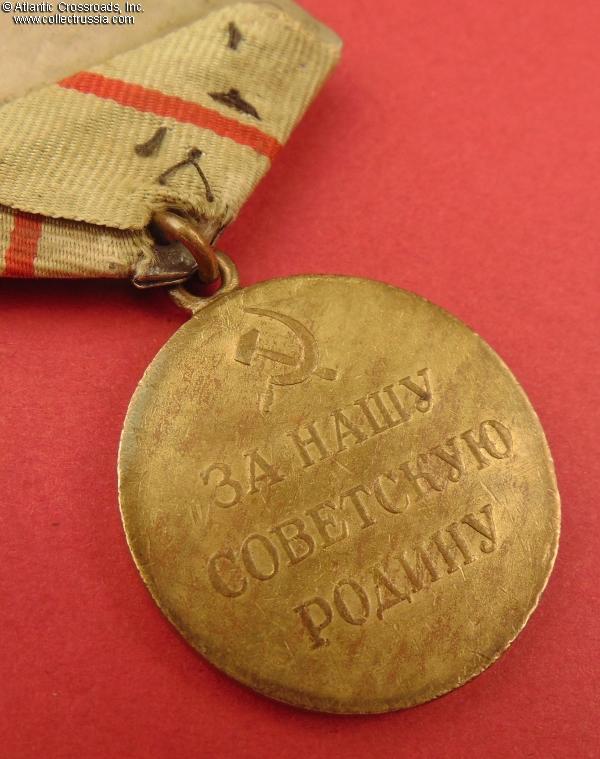 © Atlantic Crossroads, Inc.
www.collectrussia.com
ЗА НАШУ
СОВЕТСКУЮ
РОДИНУ